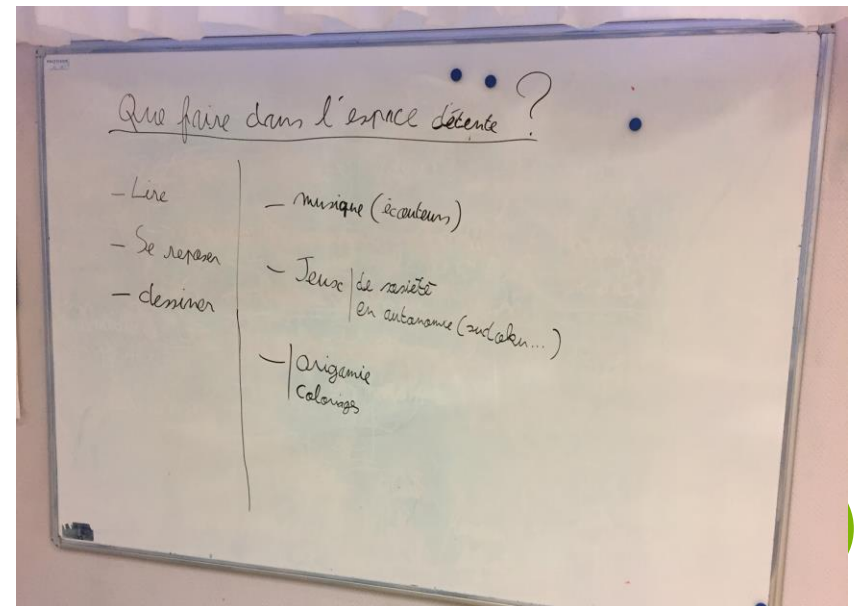 Que faire dans l'espace détente ?
- Lire
- Se reposer
- dessiner
- musique (écouteurs)
- Jeux | de société
en autonomie (sudoku...)
- | origamie
coloriages